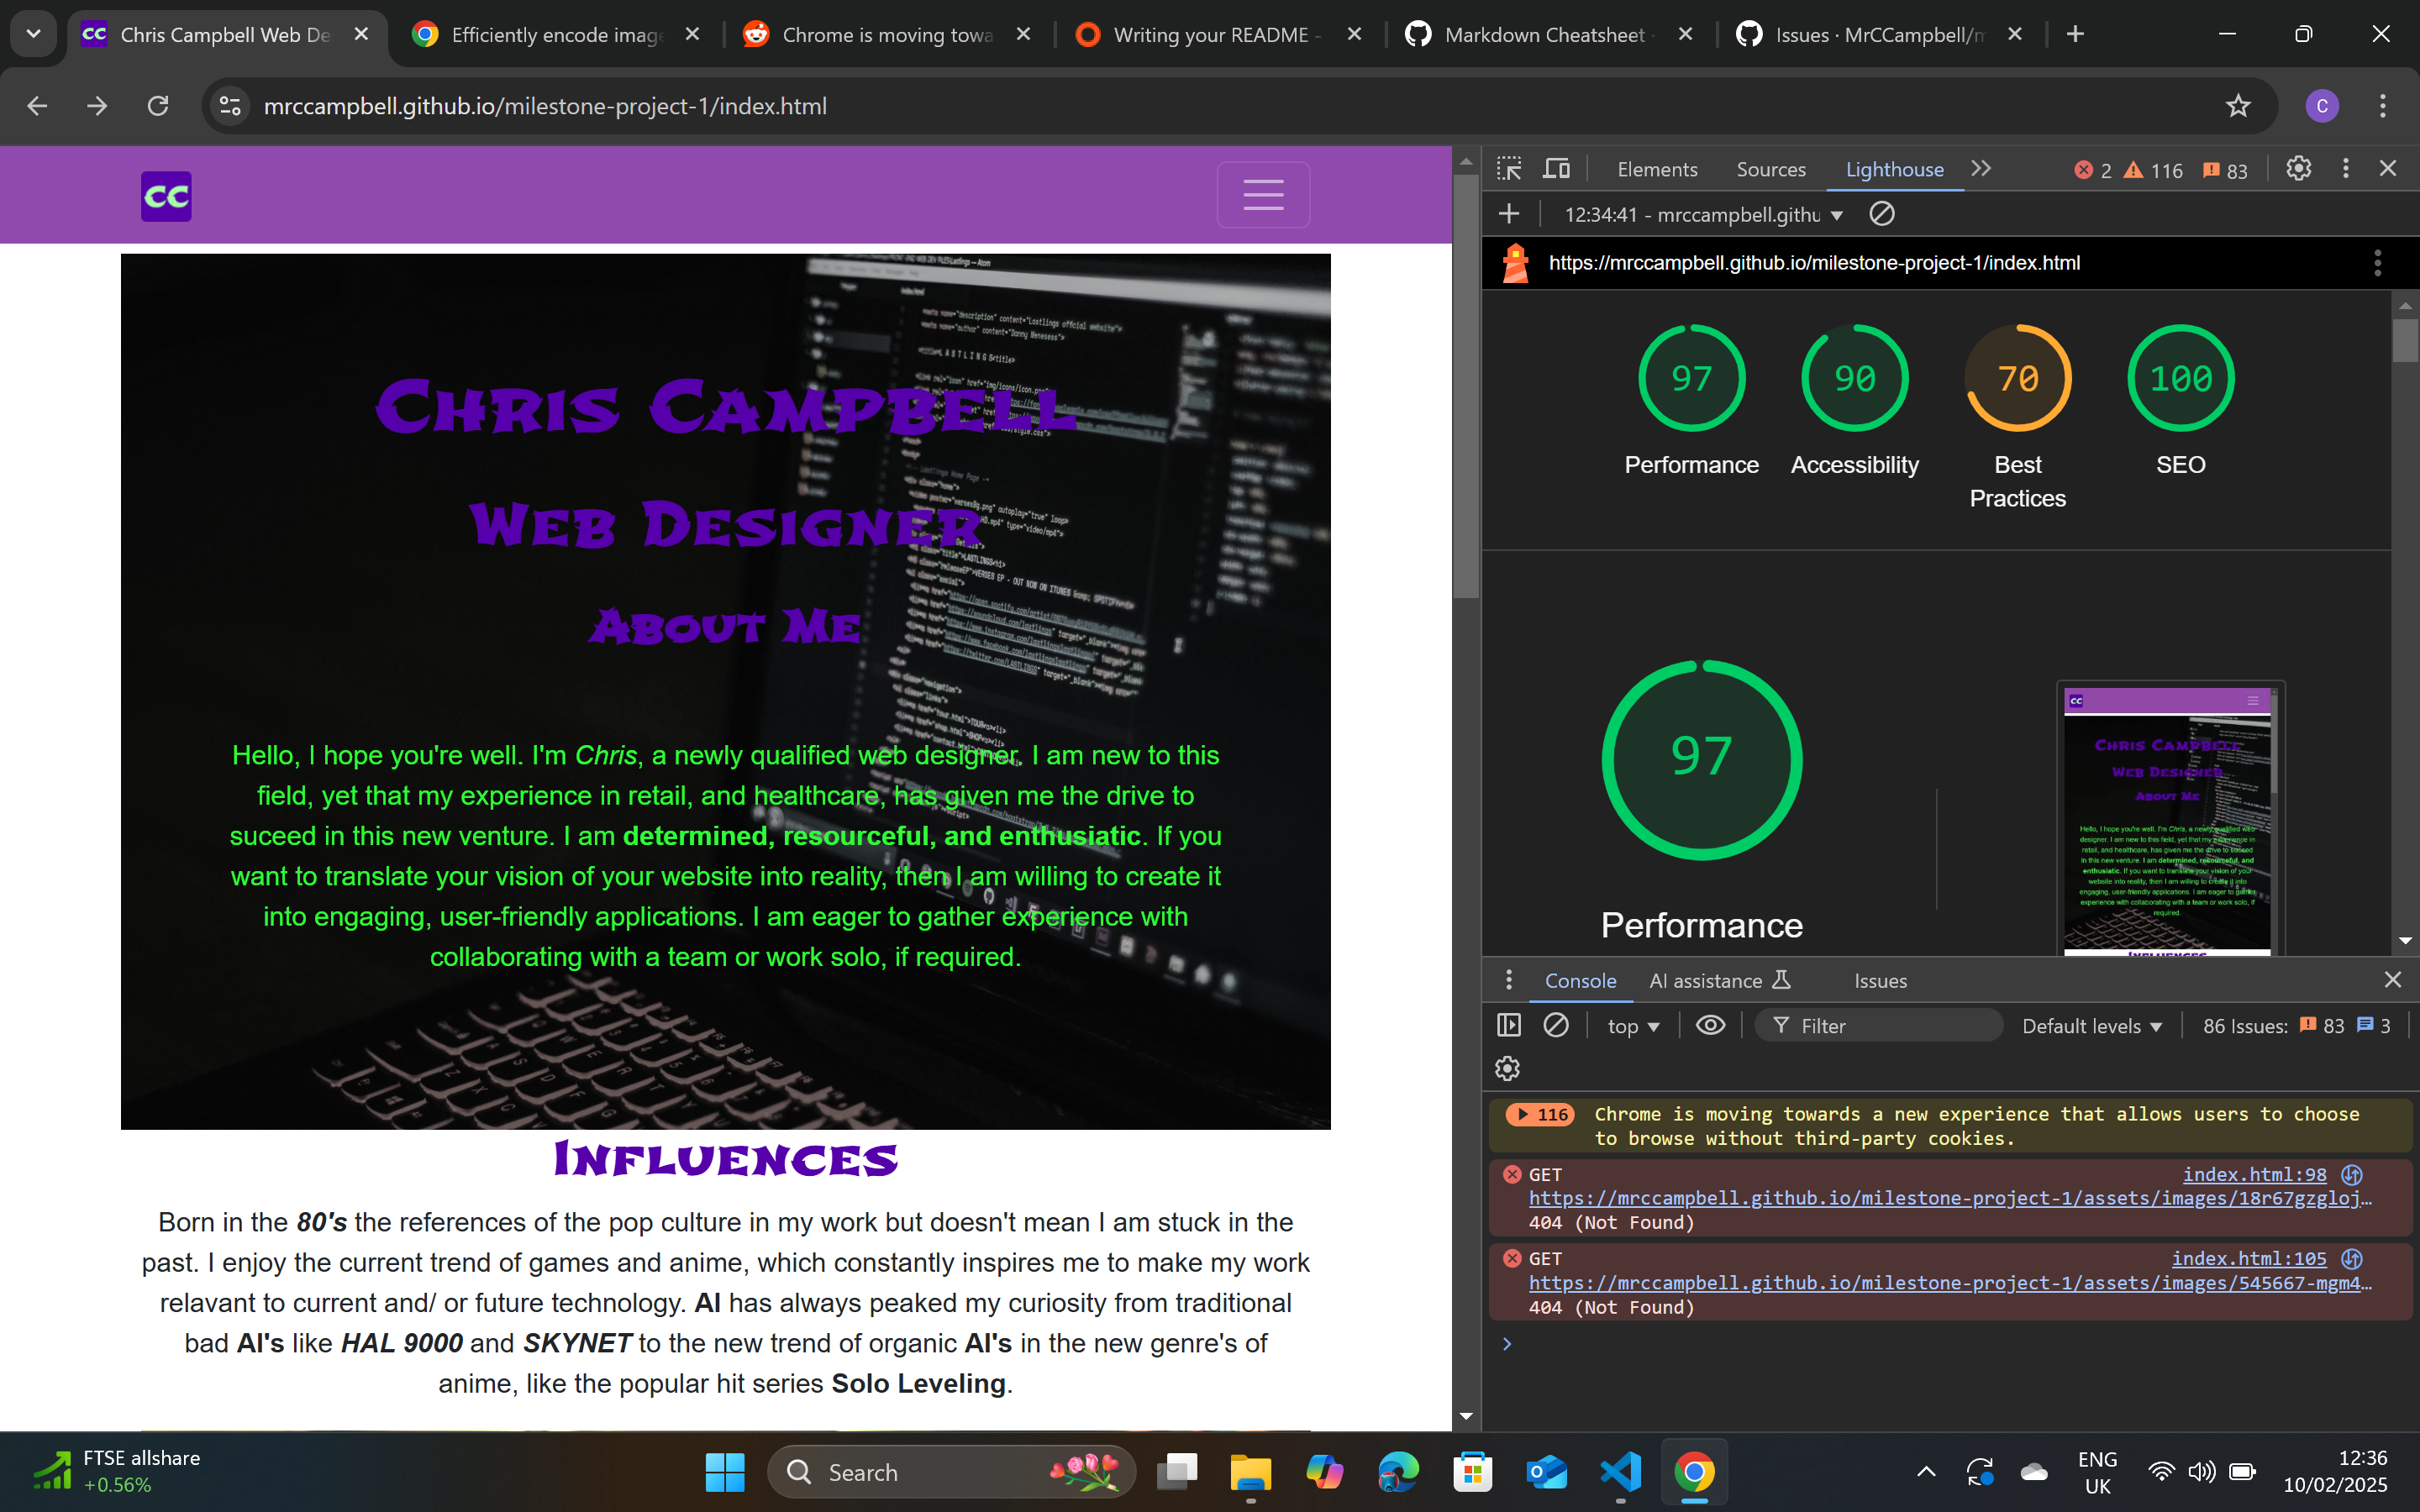 Chris Campbell Web De
Efficiently encode image
Chrome is moving towa
Writing your README -
Markdown Cheatsheet ·
Issues · MrCCampbell/m
mrccampbell.github.io/milestone-project-1/index.html
C
CC
Chris Campbell
Web Designer
About Me
Hello, I hope you're well. I'm Chris, a newly qualified web designer. I am new to this
field, yet that my experience in retail, and healthcare, has given me the drive to
suceed in this new venture. I am determined, resourceful, and enthusiatic. If you
want to translate your vision of your website into reality, then I am willing to create it
into engaging, user-friendly applications. I am eager to gather experience with
collaborating with a team or work solo, if required.
Influences
Born in the 80's the references of the pop culture in my work but doesn't mean I am stuck in the
past. I enjoy the current trend of games and anime, which constantly inspires me to make my work
relavant to current and/ or future technology. AI has always peaked my curiosity from traditional
bad AI's like HAL 9000 and SKYNET to the new trend of organic AI's in the new genre's of
anime, like the popular hit series Solo Leveling.
Elements Sources Lighthouse 2 116 83
12:34:41 - mrccampbell.githu
https://mrccampbell.github.io/milestone-project-1/index.html
97 90 70 100
Performance Accessibility Best Practices SEO
97
Performance
Console AI assistance Issues
top Filter Default levels 86 Issues: 83 3
116 Chrome is moving towards a new experience that allows users to choose
to browse without third-party cookies.
GET index.html:98
https://mrccampbell.github.io/milestone-project-1/assets/images/18r67gzgloj…
404 (Not Found)
GET index.html:105
https://mrccampbell.github.io/milestone-project-1/assets/images/545667-mgm4…
404 (Not Found)
FTSE allshare
+0.56%
Search
ENG
UK
12:36
10/02/2025